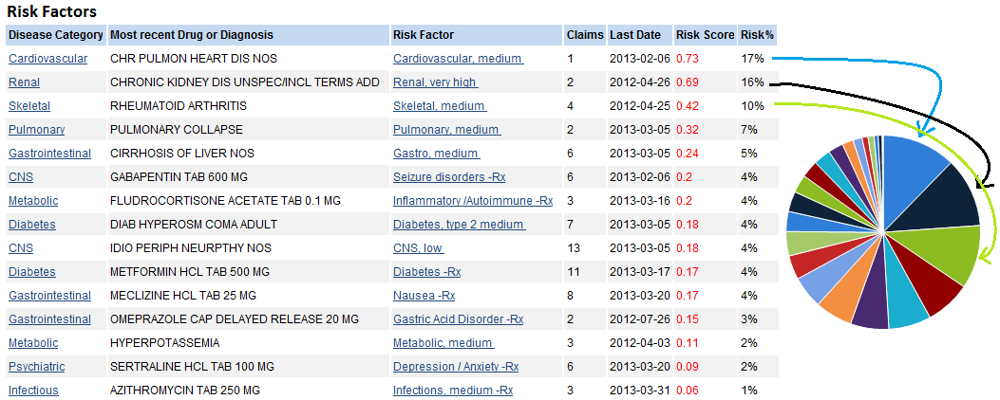 Risk Factors
Disease Category Most recent Drug or Diagnosis Risk Factor Claims Last Date Risk Score Risk%
Cardiovascular CHR PULMON HEART DIS NOS Cardiovascular, medium 1 2013-02-06 0.73 17%
Renal CHRONIC KIDNEY DIS UNSPEC/INCL TERMS ADD Renal, very high 2 2012-04-26 0.69 16%
Skeletal RHEUMATOID ARTHRITIS Skeletal, medium 4 2012-04-25 0.42 10%
Pulmonary PULMONARY COLLAPSE Pulmonary, medium 2 2013-03-05 0.32 7%
Gastrointestinal CIRRHOSIS OF LIVER NOS Gastro, medium 6 2013-03-05 0.24 5%
CNS GABAPENTIN TAB 600 MG Seizure disorders -Rx 6 2013-02-06 0.2 4%
Metabolic FLUDROCORTISONE ACETATE TAB 0.1 MG Inflammatory /Autoimmune -Rx 3 2013-03-16 0.2 4%
Diabetes DIAB HYPEROSM COMA ADULT Diabetes, type 2 medium 7 2013-03-05 0.18 4%
CNS IDIO PERIPH NEURPTHY NOS CNS, low 13 2013-03-05 0.18 4%
Diabetes METFORMIN HCL TAB 500 MG Diabetes -Rx 11 2013-03-17 0.17 4%
Gastrointestinal MECLIZINE HCL TAB 25 MG Nausea -Rx 8 2013-03-20 0.17 4%
Gastrointestinal OMEPRAZOLE CAP DELAYED RELEASE 20 MG Gastric Acid Disorder -Rx 2 2012-07-26 0.15 3%
Metabolic HYPERPOTASSEMIA Metabolic, medium 3 2012-04-03 0.11 2%
Psychiatric SERTRALINE HCL TAB 100 MG Depression / Anxiety -Rx 6 2013-03-20 0.09 2%
Infectious AZITHROMYCIN TAB 250 MG Infections, medium -Rx 3 2013-03-31 0.06 1%